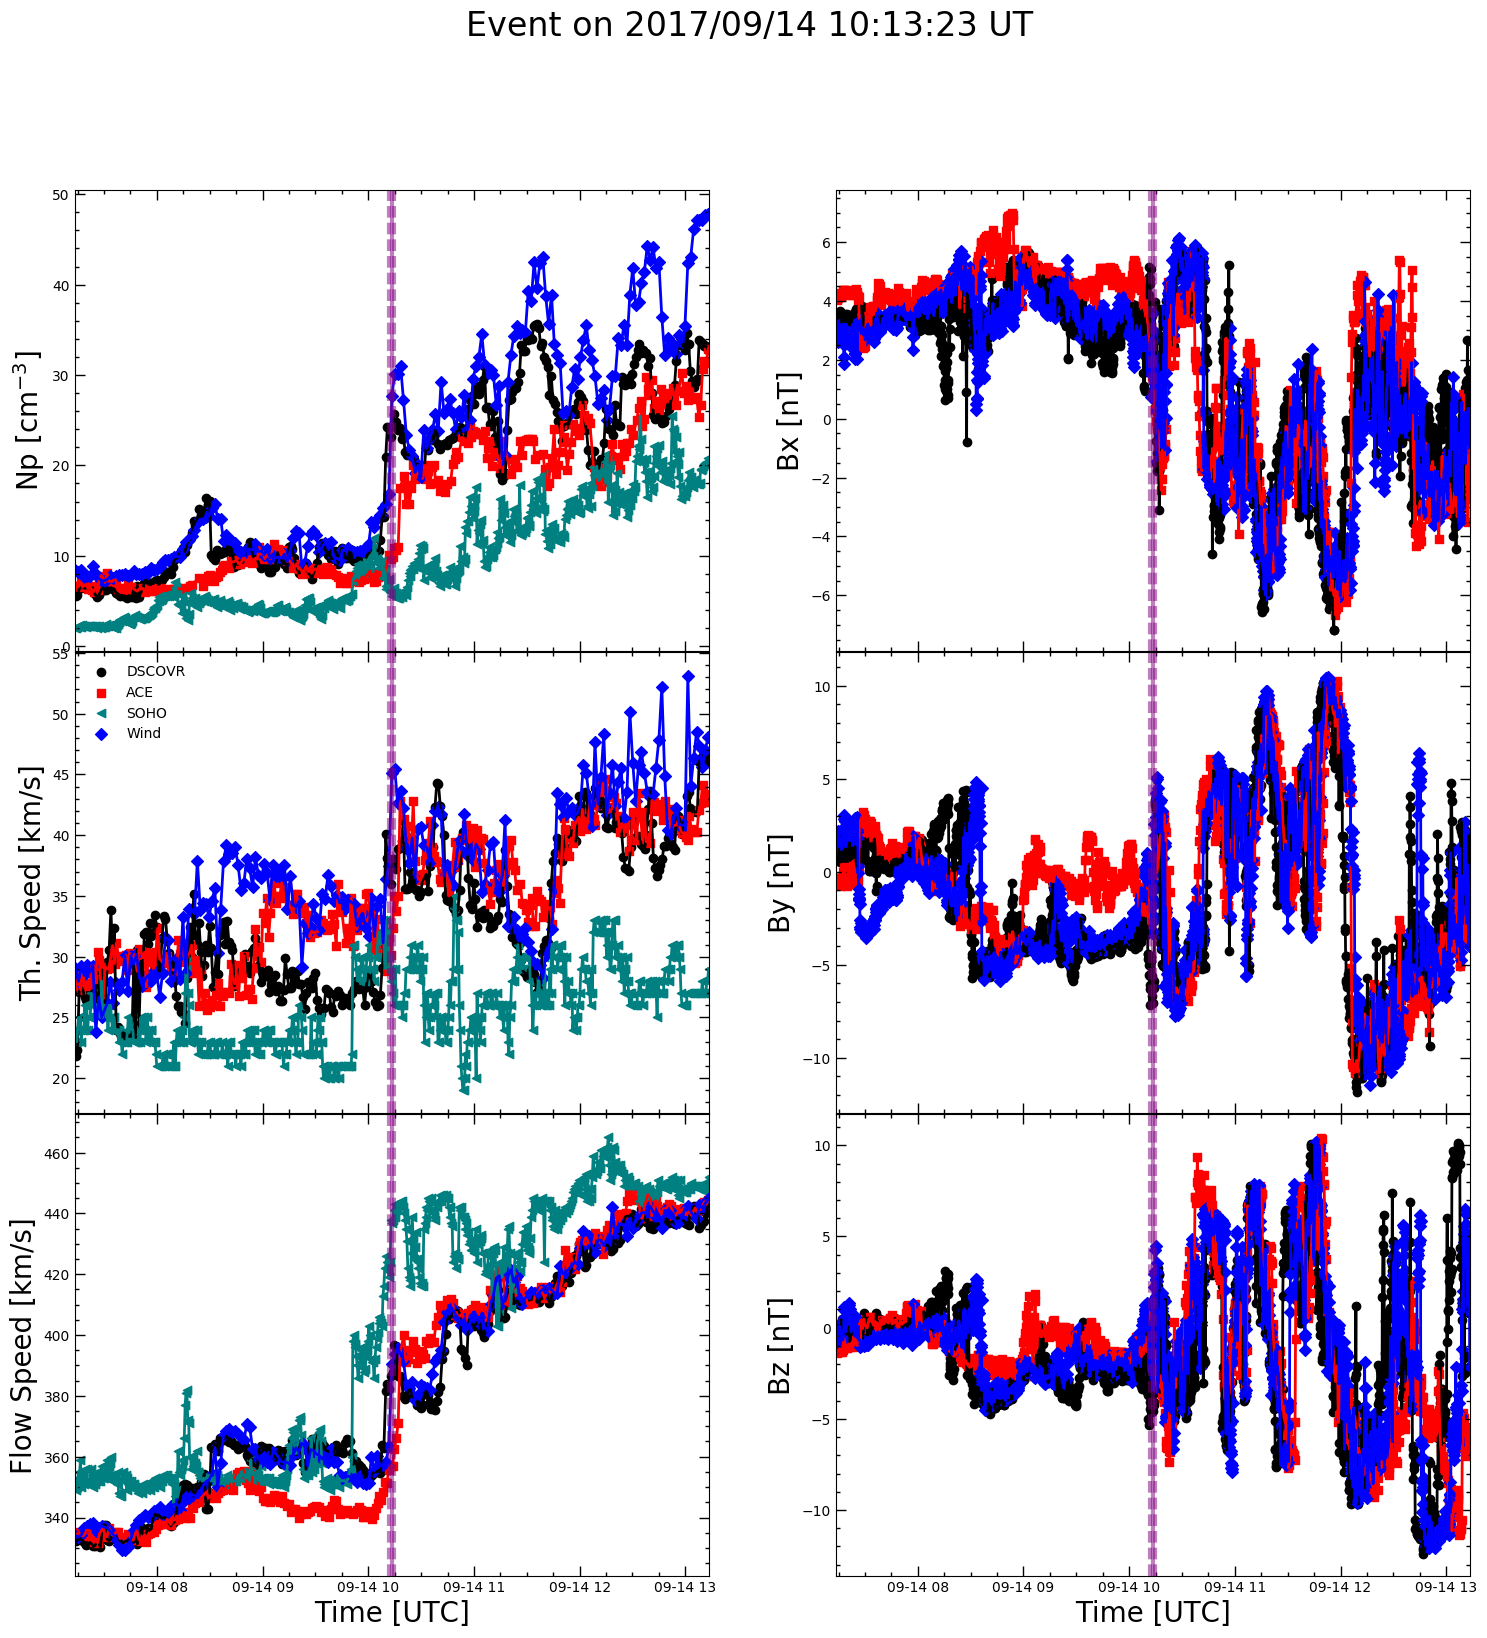 Event on 2017/09/14 10:13:23 UT
Np [cm⁻³]
50
40
30
20
10
0
Th. Speed [km/s]
55
50
45
40
35
30
25
20
DSCOVR
ACE
SOHO
Wind
Flow Speed [km/s]
460
440
420
400
380
360
340
09-14 08 09-14 09 09-14 10 09-14 11 09-14 12 09-14 13
Time [UTC]
Bx [nT]
6
4
2
0
−2
−4
−6
By [nT]
10
5
0
−5
−10
Bz [nT]
10
5
0
−5
−10
09-14 08 09-14 09 09-14 10 09-14 11 09-14 12 09-14 13
Time [UTC]